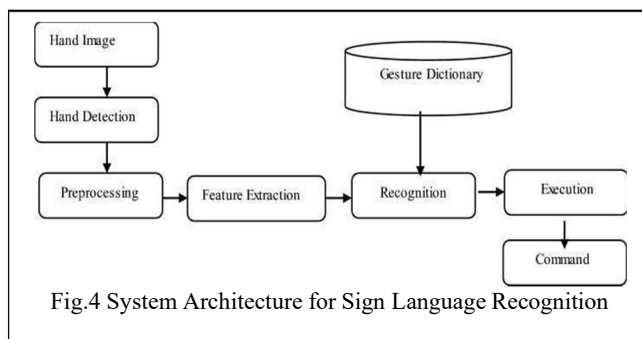 Hand Image
Gesture Dictionary
Hand Detection
Preprocessing
Feature Extraction
Recognition
Execution
Command
Fig.4 System Architecture for Sign Language Recognition